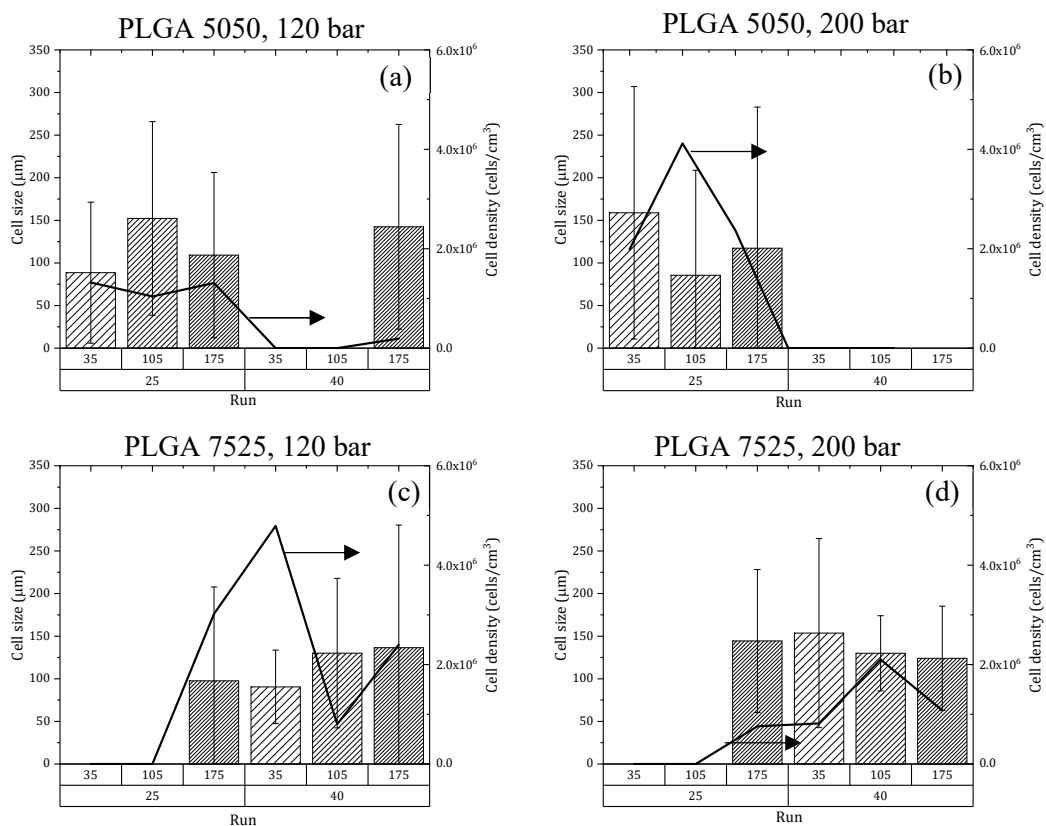 PLGA 5050, 120 bar
(a)
350
300
250
200
150
100
50
0
Cell size (μm)
6.0x10⁶
4.0x10⁶
2.0x10⁶
0.0
Cell density (cells/cm³)
35 105 175 35 105 175
25 40
Run
PLGA 5050, 200 bar
(b)
350
300
250
200
150
100
50
0
Cell size (μm)
6.0x10⁶
4.0x10⁶
2.0x10⁶
0.0
Cell density (cells/cm³)
35 105 175 35 105 175
25 40
Run
PLGA 7525, 120 bar
(c)
350
300
250
200
150
100
50
0
Cell size (μm)
6.0x10⁶
4.0x10⁶
2.0x10⁶
0.0
Cell density (cells/cm³)
35 105 175 35 105 175
25 40
Run
PLGA 7525, 200 bar
(d)
350
300
250
200
150
100
50
0
Cell size (μm)
6.0x10⁶
4.0x10⁶
2.0x10⁶
0.0
Cell density (cells/cm³)
35 105 175 35 105 175
25 40
Run